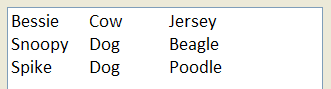 Bessie Cow Jersey
Snoopy Dog Beagle
Spike Dog Poodle